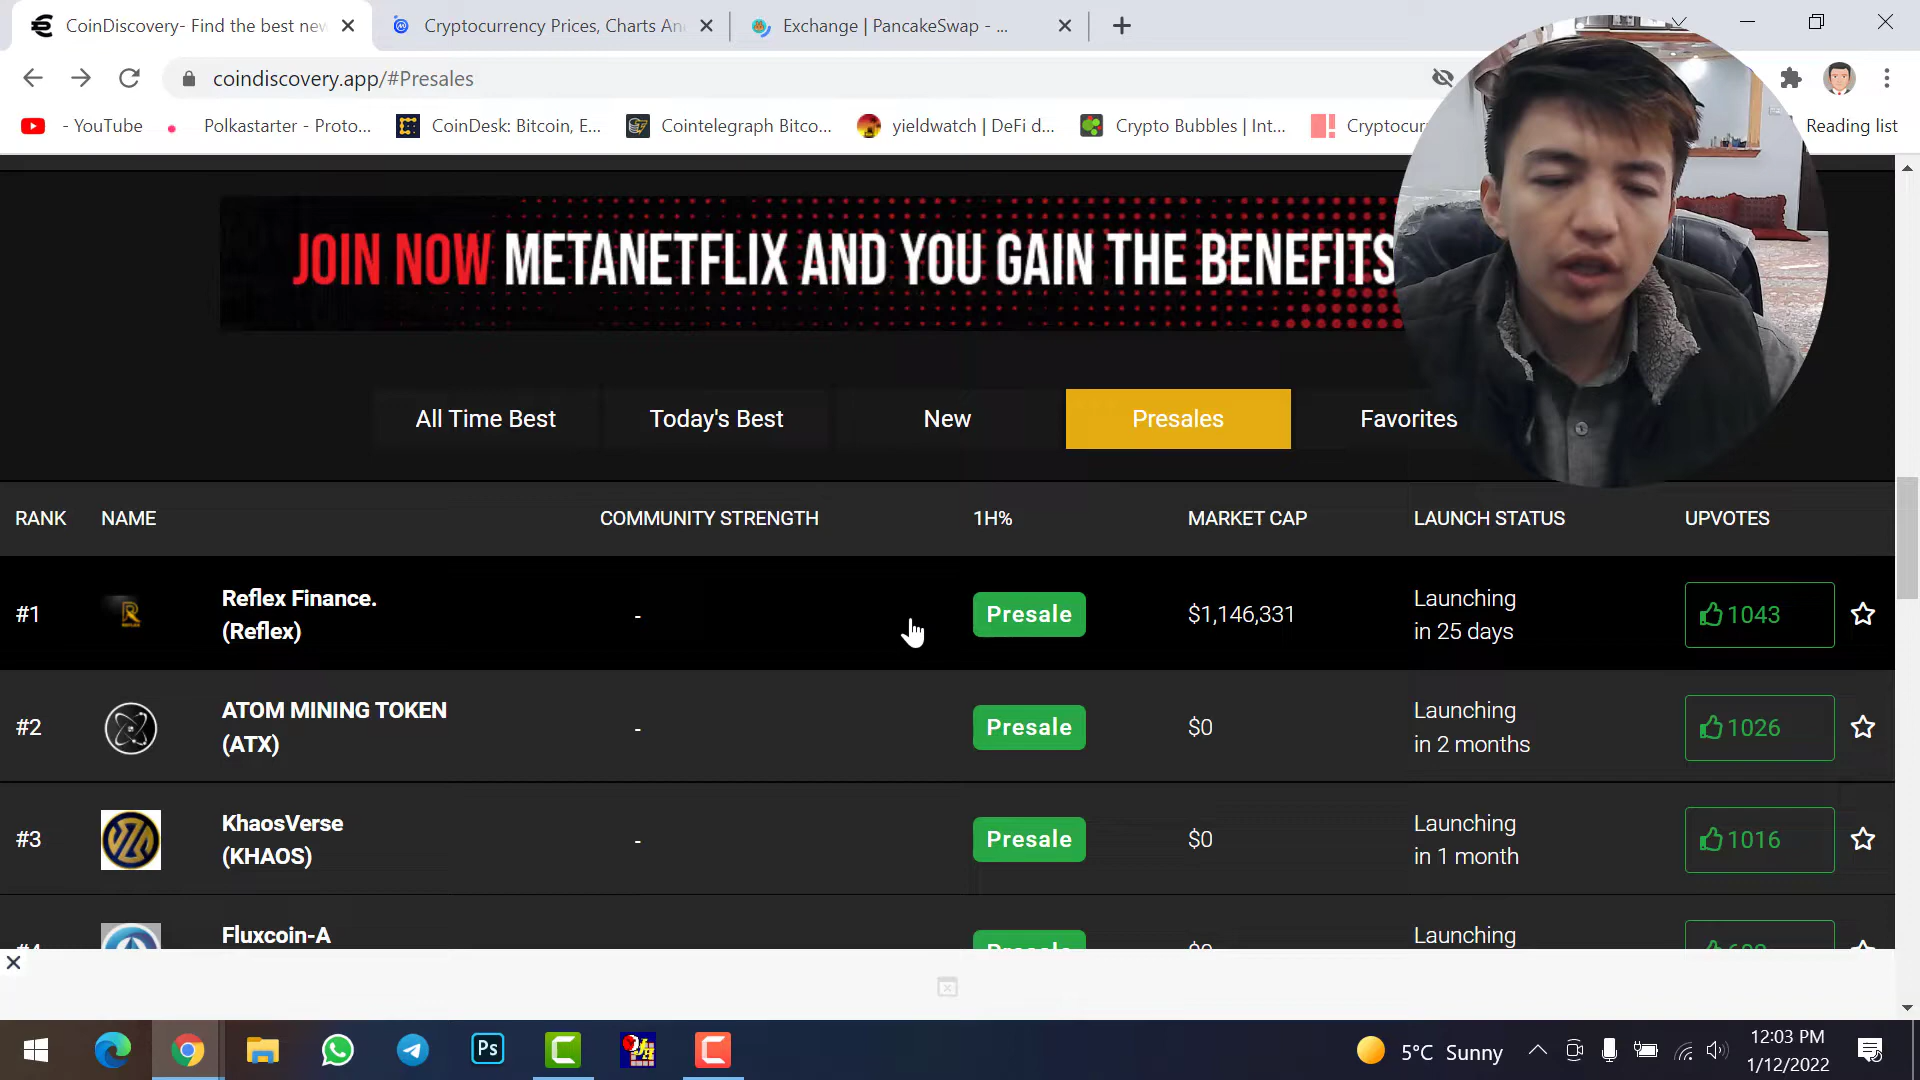 CoinDiscovery- Find the best new
Cryptocurrency Prices, Charts An
Exchange | PancakeSwap - ...
coindiscovery.app/#Presales
- YouTube
Polkastarter - Proto...
CoinDesk: Bitcoin, E...
Cointelegraph Bitco...
yieldwatch | DeFi d...
Crypto Bubbles | Int...
Cryptocur
Reading list
JOIN NOW METANETFLIX AND YOU GAIN THE BENEFITS
All Time Best
Today's Best
New
Presales
Favorites
RANK NAME COMMUNITY STRENGTH 1H% MARKET CAP LAUNCH STATUS UPVOTES
#1 Reflex Finance. (Reflex) - Presale $1,146,331 Launching in 25 days 1043
#2 ATOM MINING TOKEN (ATX) - Presale $0 Launching in 2 months 1026
#3 KhaosVerse (KHAOS) - Presale $0 Launching in 1 month 1016
#4 Fluxcoin-A Presale $0 Launching
Ps
5°C Sunny
12:03 PM
1/12/2022